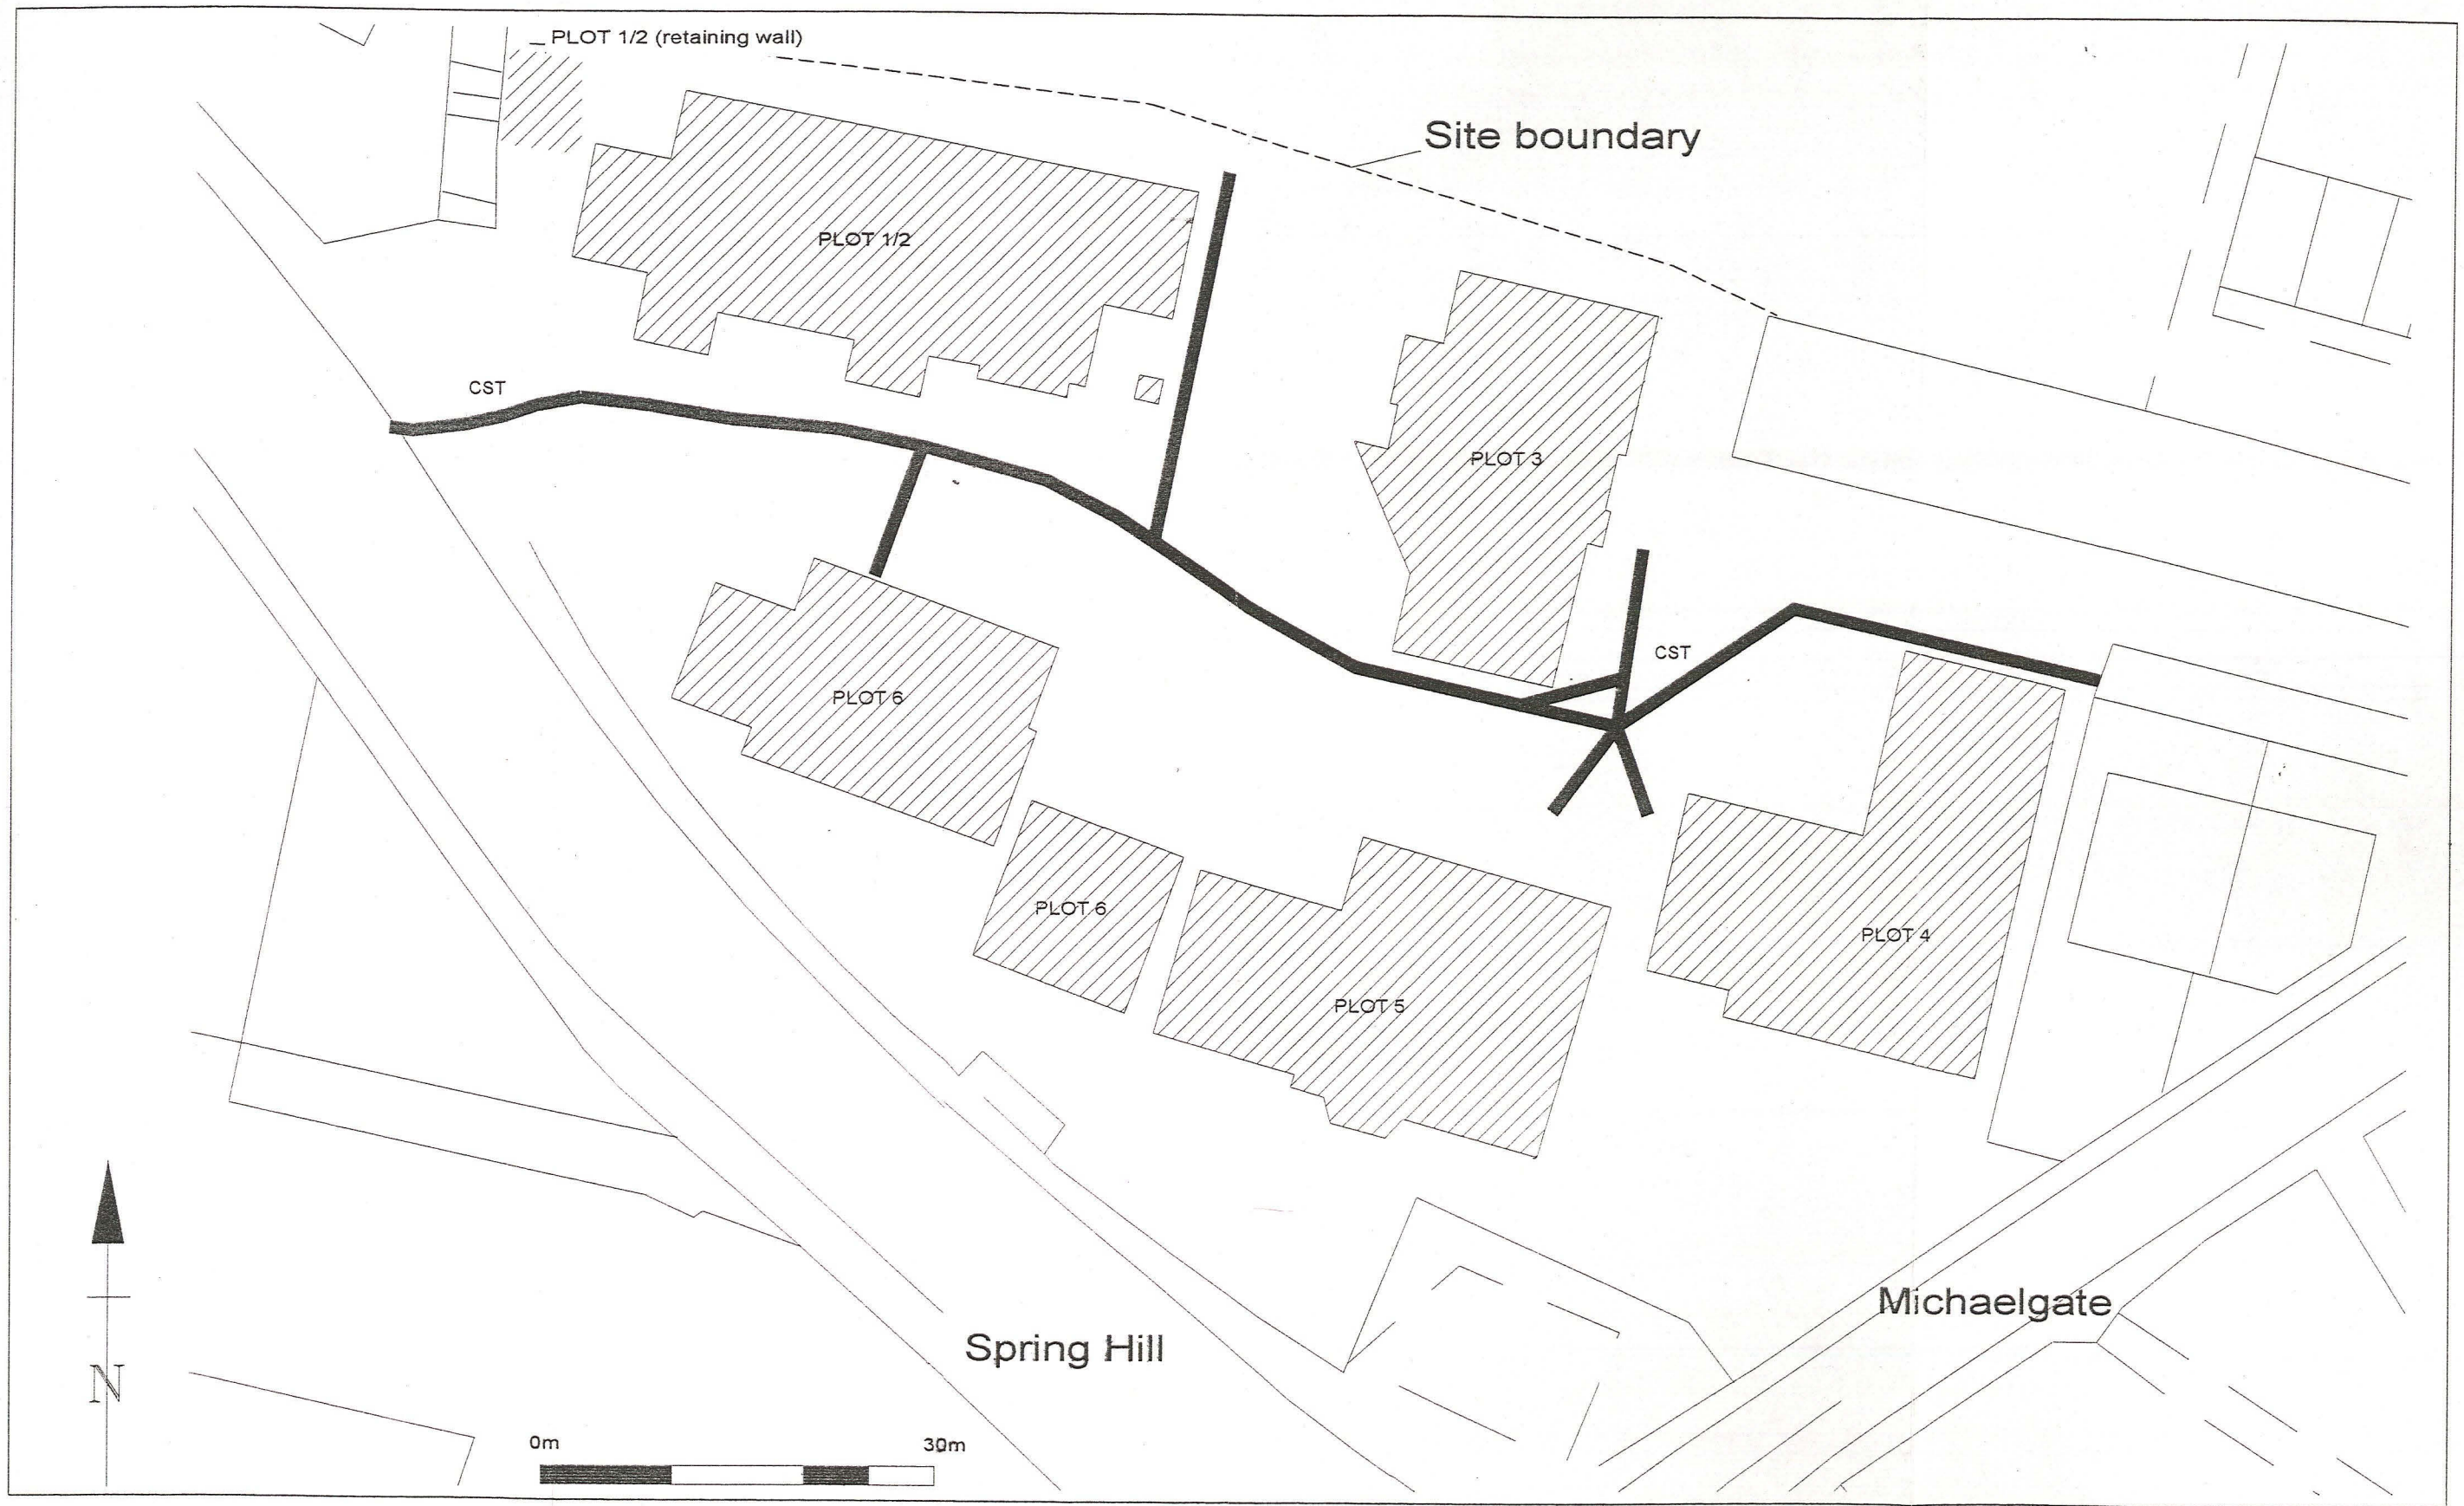 PLOT 1/2 (retaining wall)
Site boundary
PLOT 1/2
CST
PLOT 3
CST
PLOT 6
PLOT 6
PLOT 4
PLOT 5
Michaelgate
Spring Hill
N
0m
30m